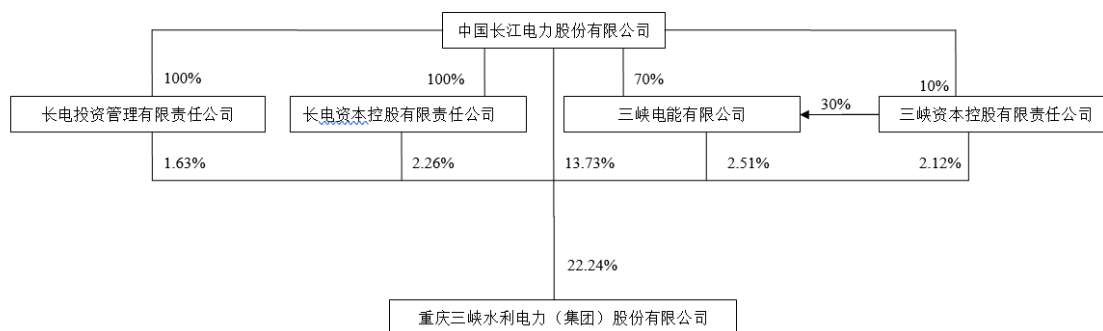 中国长江电力股份有限公司
100%
100%
70%
10%
长电投资管理有限责任公司
长电资本控股有限责任公司
三峡电能有限公司
30%
三峡资本控股有限责任公司
1.63%
2.26%
13.73%
2.51%
2.12%
22.24%
重庆三峡水利电力（集团）股份有限公司